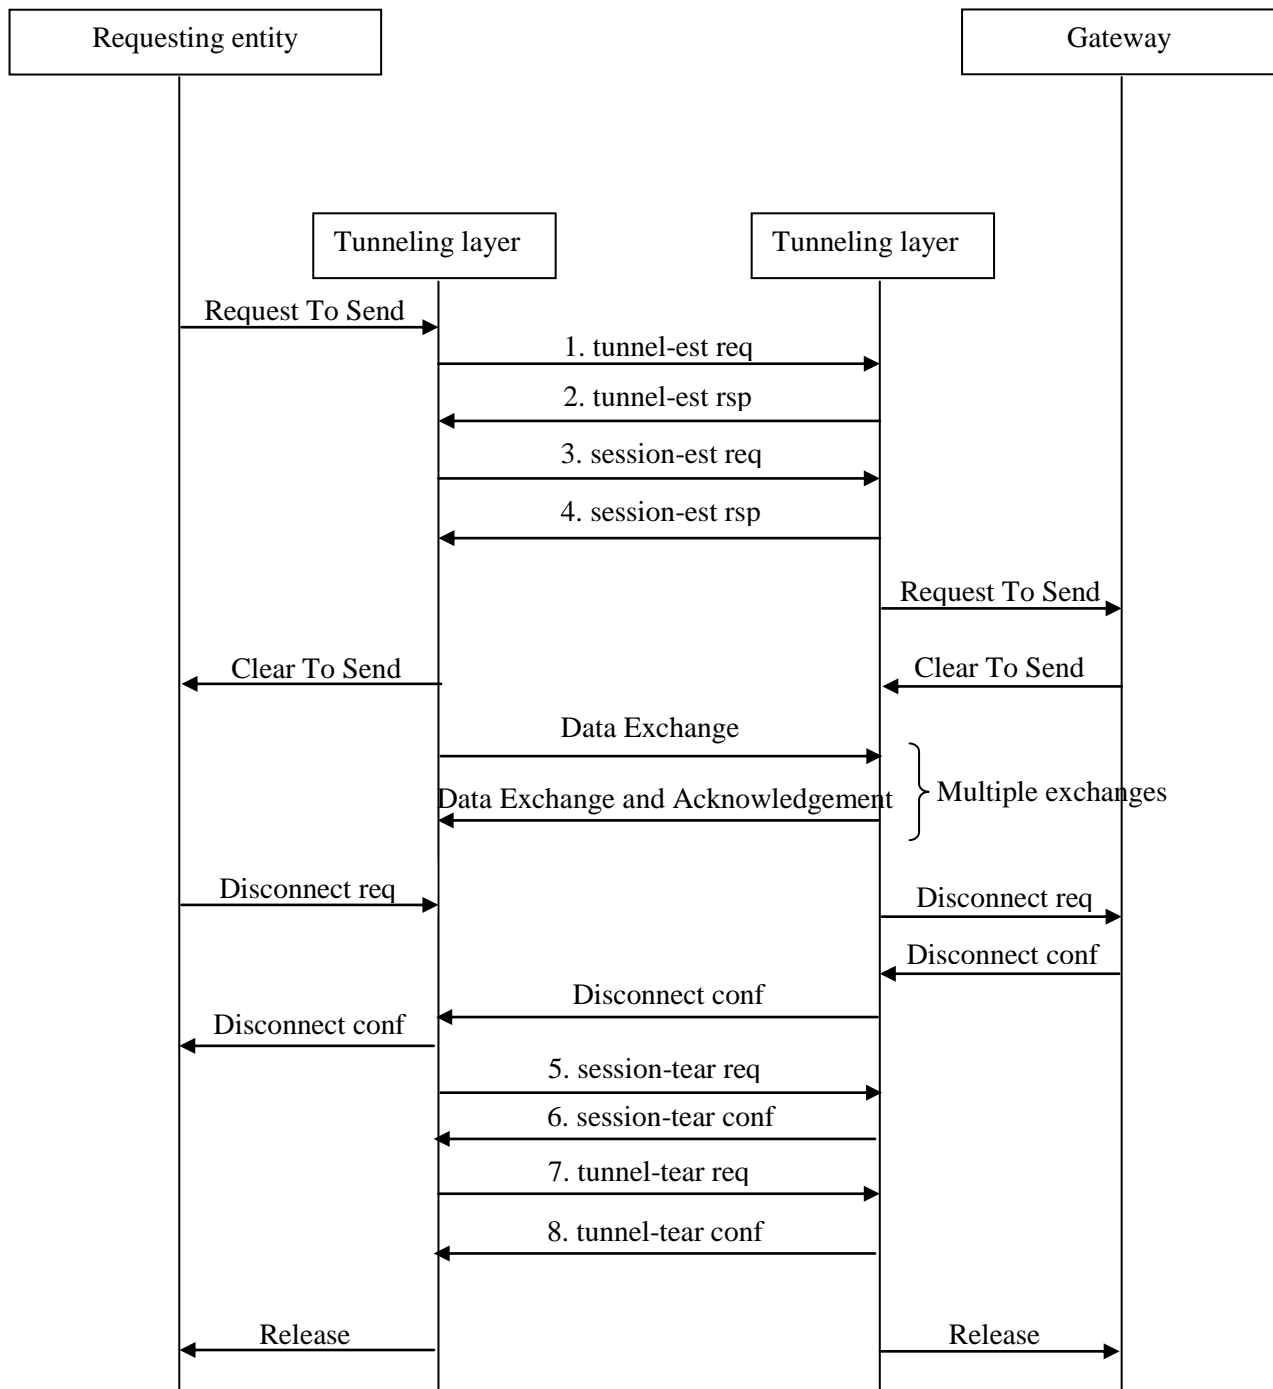 Requesting entity
Gateway
Tunneling layer
Tunneling layer
Request To Send
1. tunnel-est req
2. tunnel-est rsp
3. session-est req
4. session-est rsp
Request To Send
Clear To Send
Clear To Send
Data Exchange
Data Exchange and Acknowledgement
Multiple exchanges
Disconnect req
Disconnect req
Disconnect conf
Disconnect conf
Disconnect conf
5. session-tear req
6. session-tear conf
7. tunnel-tear req
8. tunnel-tear conf
Release
Release